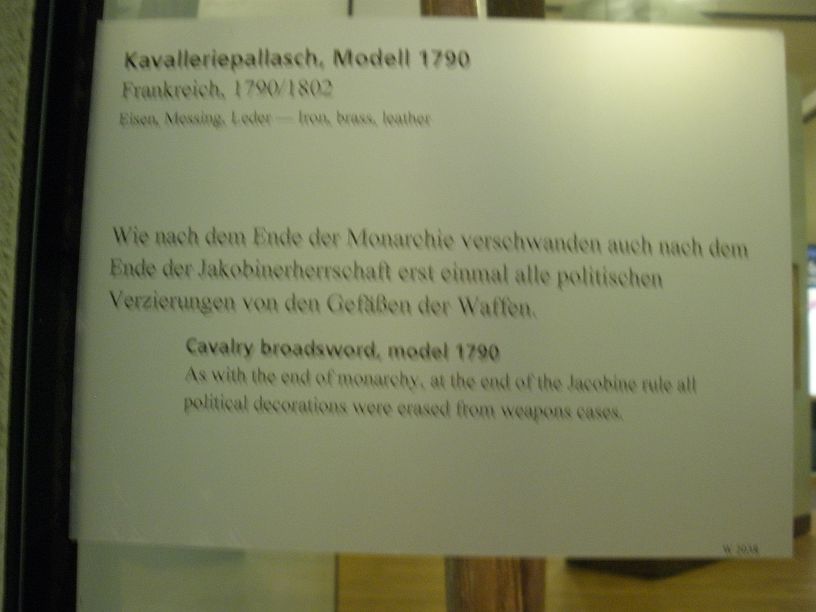 Kavalleriepallasch, Modell 1790
Frankreich, 1790/1802
Eisen, Messing, Leder — Iron, brass, leather
Wie nach dem Ende der Monarchie verschwanden auch nach dem
Ende der Jakobinerherrschaft erst einmal alle politischen
Verzierungen von den Gefäßen der Waffen.
Cavalry broadsword, model 1790
As with the end of monarchy, at the end of the Jacobine rule all
political decorations were erased from weapons cases.
W